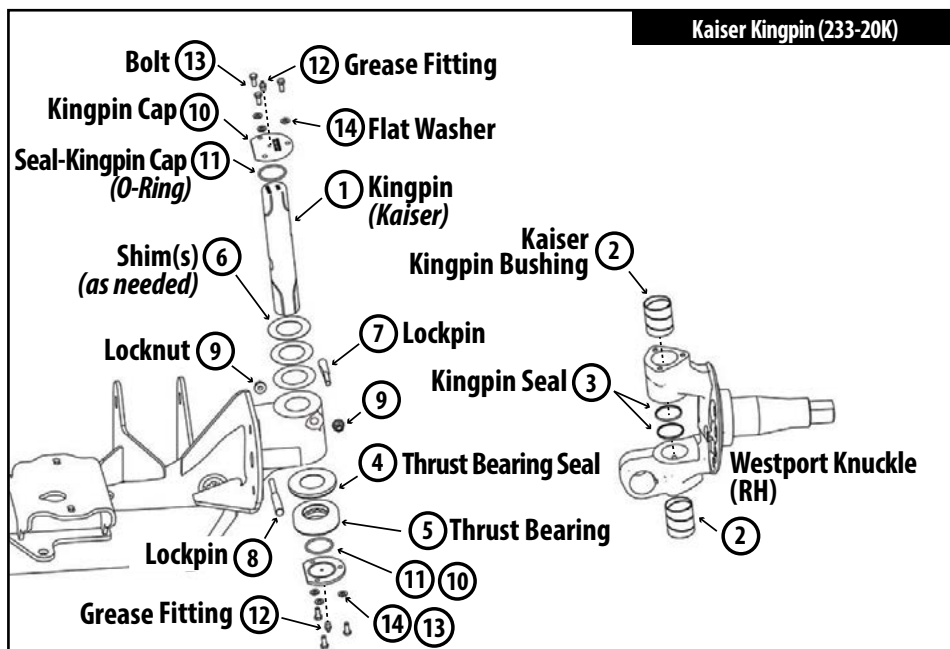 Kaiser Kingpin (233-20K)
Bolt 13
12 Grease Fitting
Kingpin Cap 10
14 Flat Washer
Seal-Kingpin Cap 11
(O-Ring)
1 Kingpin
(Kaiser)
Shim(s) 6
(as needed)
7 Lockpin
Locknut 9
9
4 Thrust Bearing Seal
5 Thrust Bearing
Lockpin 8
11 10
Grease Fitting 12
14 13
Kaiser
Kingpin Bushing 2
Kingpin Seal 3
Westport Knuckle
(RH)
2